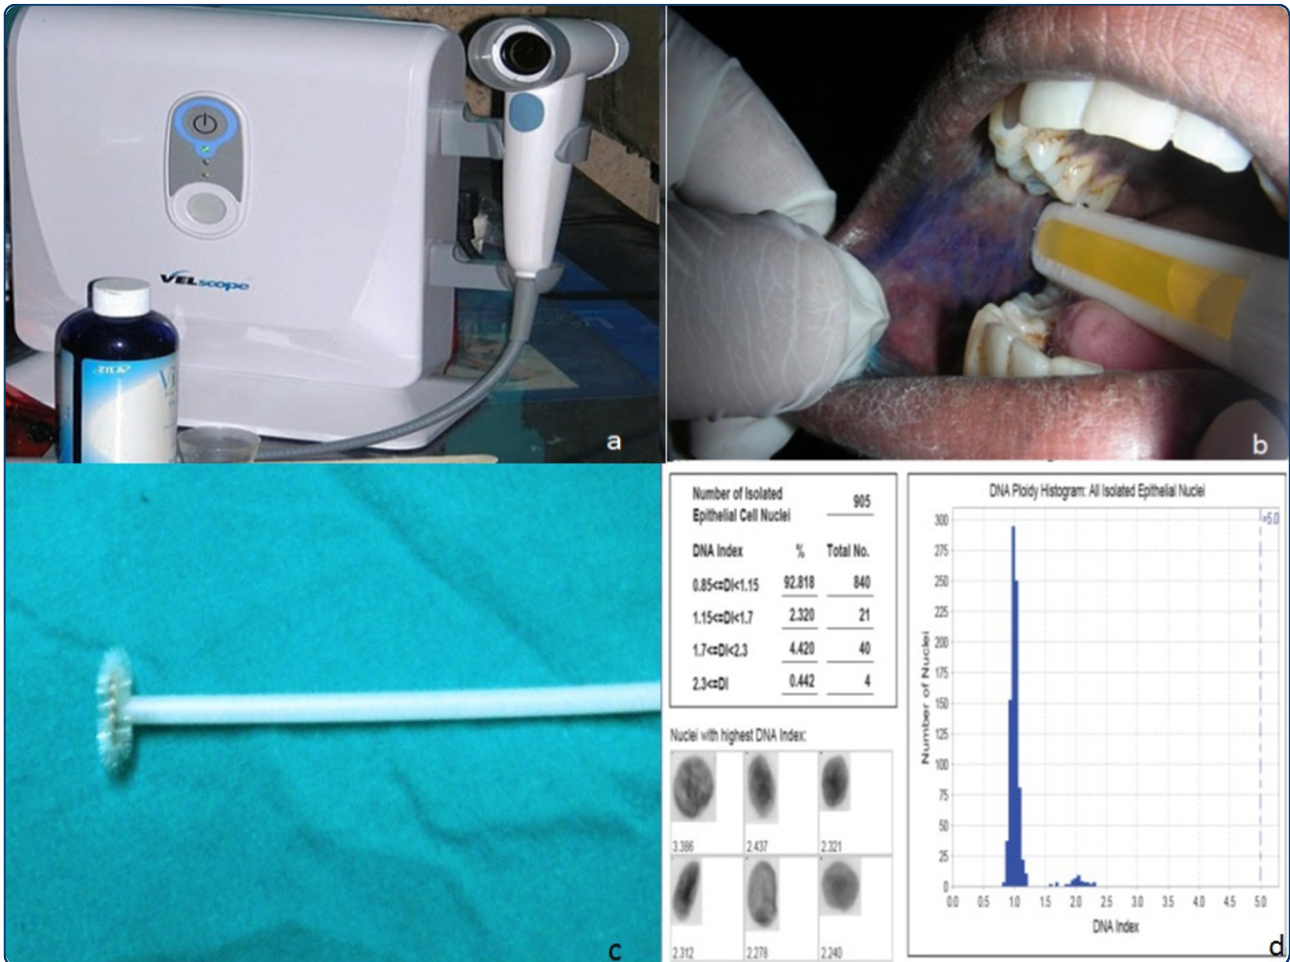 VELscope
ZILA
a
b
c
Number of Isolated
Epithelial Cell Nuclei 905
DNA Index % Total No.
0.85<=DI<1.15 92.818 840
1.15<=DI<1.7 2.320 21
1.7<=DI<2.3 4.420 40
2.3<=DI 0.442 4
Nuclei with highest DNA Index:
3.386 2.437 2.321
2.312 2.278 2.240
DNA Ploidy Histogram: All Isolated Epithelial Nuclei
>5.0
Number of Nuclei
300
275
250
225
200
175
150
125
100
75
50
25
0
0.0 0.5 1.0 1.5 2.0 2.5 3.0 3.5 4.0 4.5 5.0
DNA Index
d